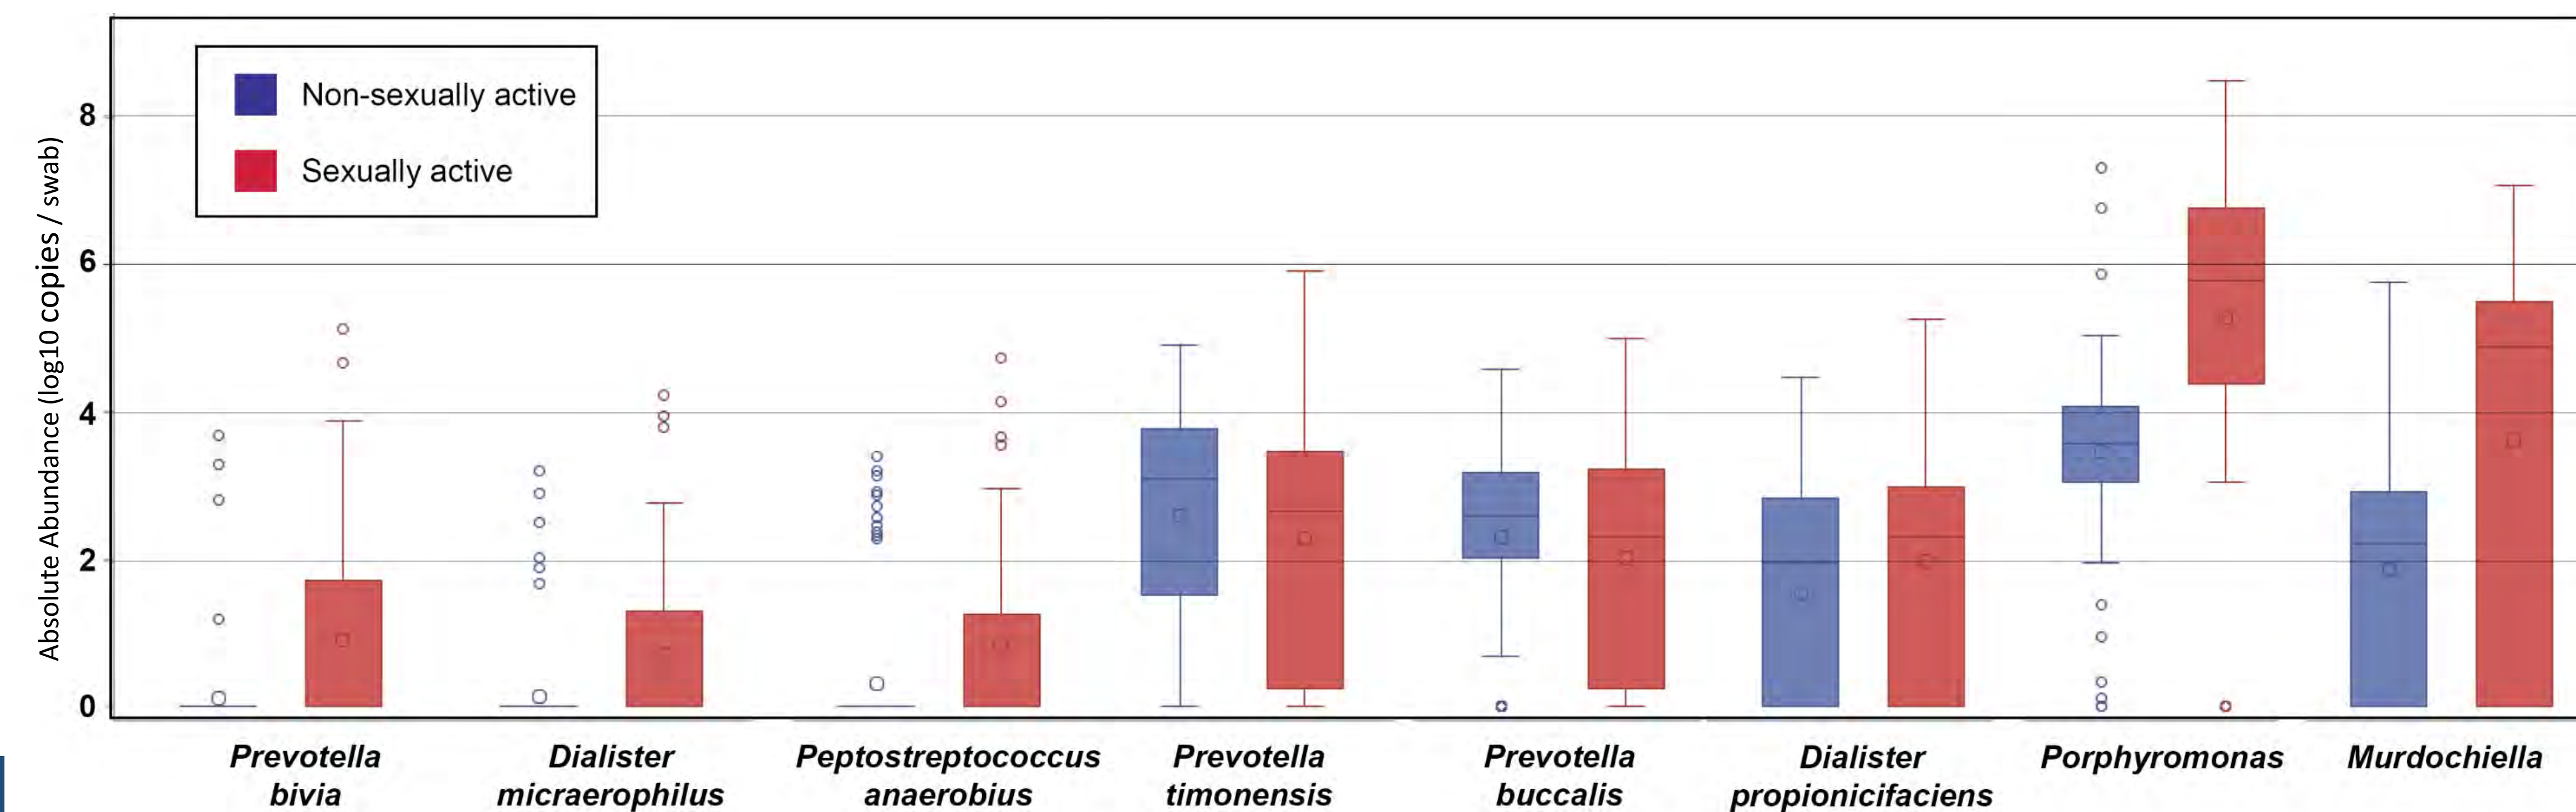 Non-sexually active
Sexually active
Absolute Abundance (log10 copies / swab)
8
6
4
2
0
Prevotella
bivia
Dialister
micraerophilus
Peptostreptococcus
anaerobius
Prevotella
timonensis
Prevotella
buccalis
Dialister
propionicifaciens
Porphyromonas
Murdochiella